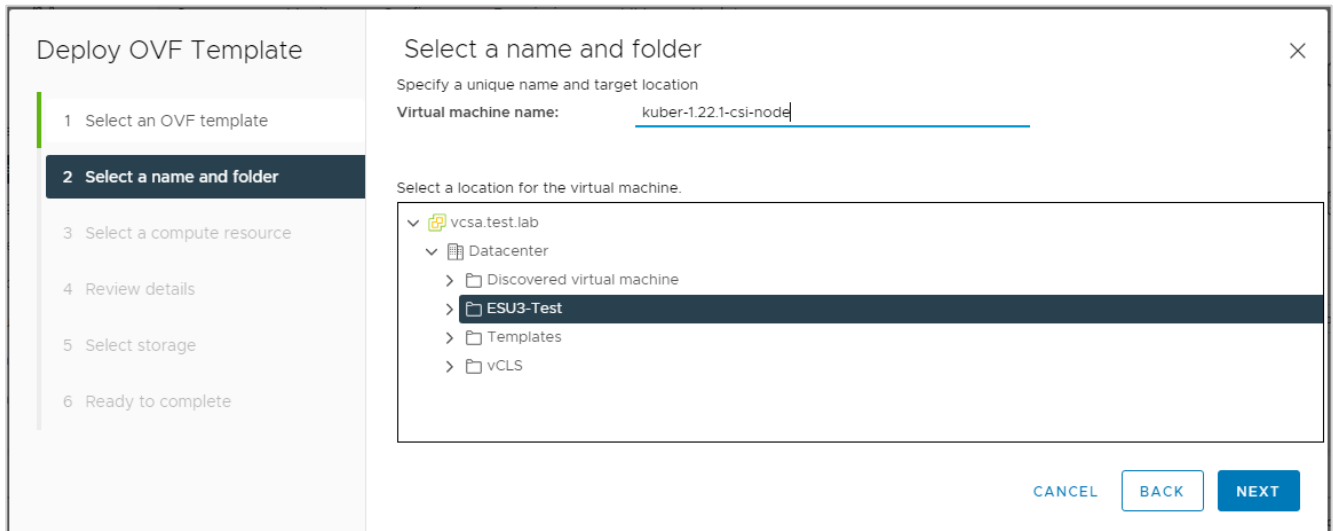 Deploy OVF Template
1 Select an OVF template
2 Select a name and folder
3 Select a compute resource
4 Review details
5 Select storage
6 Ready to complete
Select a name and folder
Specify a unique name and target location
Virtual machine name: kuber-1.22.1-csi-node
Select a location for the virtual machine.
vcsa.test.lab
Datacenter
Discovered virtual machine
ESU3-Test
Templates
vCLS
CANCEL BACK NEXT